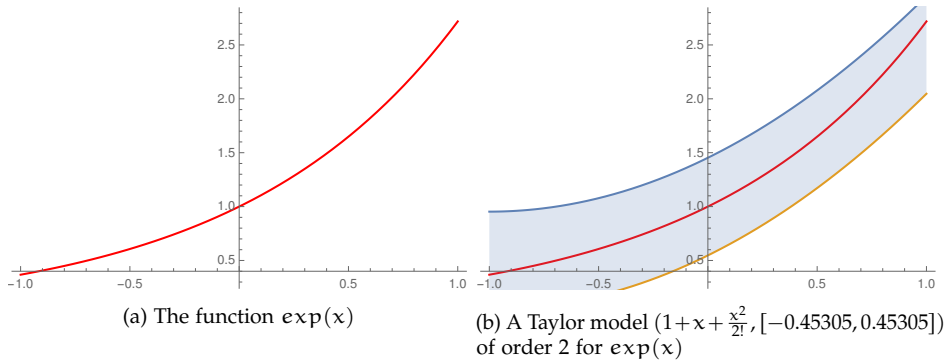 2.5
2.0
1.5
1.0
0.5
−1.0 −0.5 0 0.5 1.0
(a) The function exp(x)
2.5
2.0
1.5
1.0
0.5
−1.0 −0.5 0 0.5 1.0
(b) A Taylor model (1+x+x²/2!, [−0.45305, 0.45305])
of order 2 for exp(x)